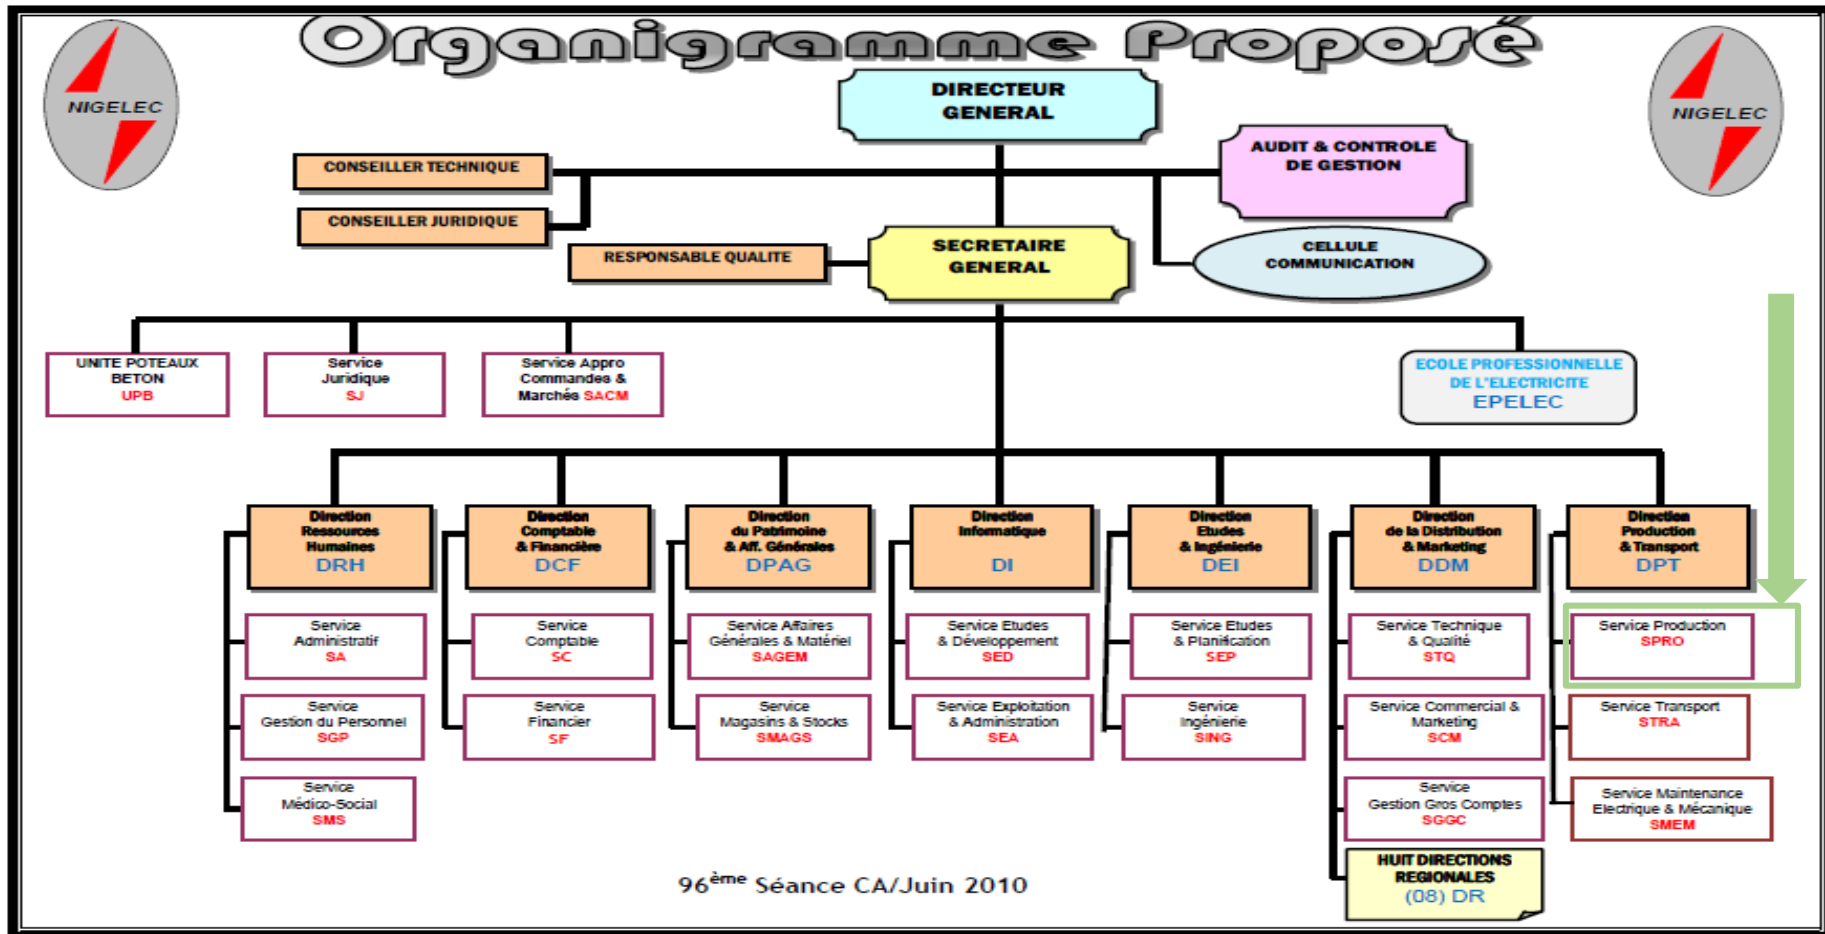 Organigramme Proposé
NIGELEC
NIGELEC
DIRECTEUR
GENERAL
CONSEILLER TECHNIQUE
CONSEILLER JURIDIQUE
AUDIT & CONTROLE
DE GESTION
RESPONSABLE QUALITE
SECRETAIRE
GENERAL
CELLULE
COMMUNICATION
UNITE POTEAUX
BETON
UPB
Service
Juridique
SJ
Service Appro
Commandes &
Marchés SACM
ECOLE PROFESSIONNELLE
DE L'ELECTRICITE
EPELEC
Direction
Ressources
Humaines
DRH
Direction
Comptable
& Financière
DCF
Direction
du Patrimoine
& Aff. Générales
DPAG
Direction
Informatique
DI
Direction
Etudes
& Ingénierie
DEI
Direction
de la Distribution
& Marketing
DDM
Direction
Production
& Transport
DPT
Service
Administratif
SA
Service
Comptable
SC
Service Affaires
Générales & Matériel
SAGEM
Service Etudes
& Développement
SED
Service Etudes
& Planification
SEP
Service Technique
& Qualité
STQ
Service Production
SPRO
Service
Gestion du Personnel
SGP
Service
Financier
SF
Service
Magasins & Stocks
SMAGS
Service Exploitation
& Administration
SEA
Service
Ingénierie
SING
Service Commercial &
Marketing
SCM
Service Transport
STRA
Service
Médico-Social
SMS
Service
Gestion Gros Comptes
SGGC
Service Maintenance
Electrique & Mécanique
SMEM
HUIT DIRECTIONS
REGIONALES
(08) DR
96ème Séance CA/Juin 2010